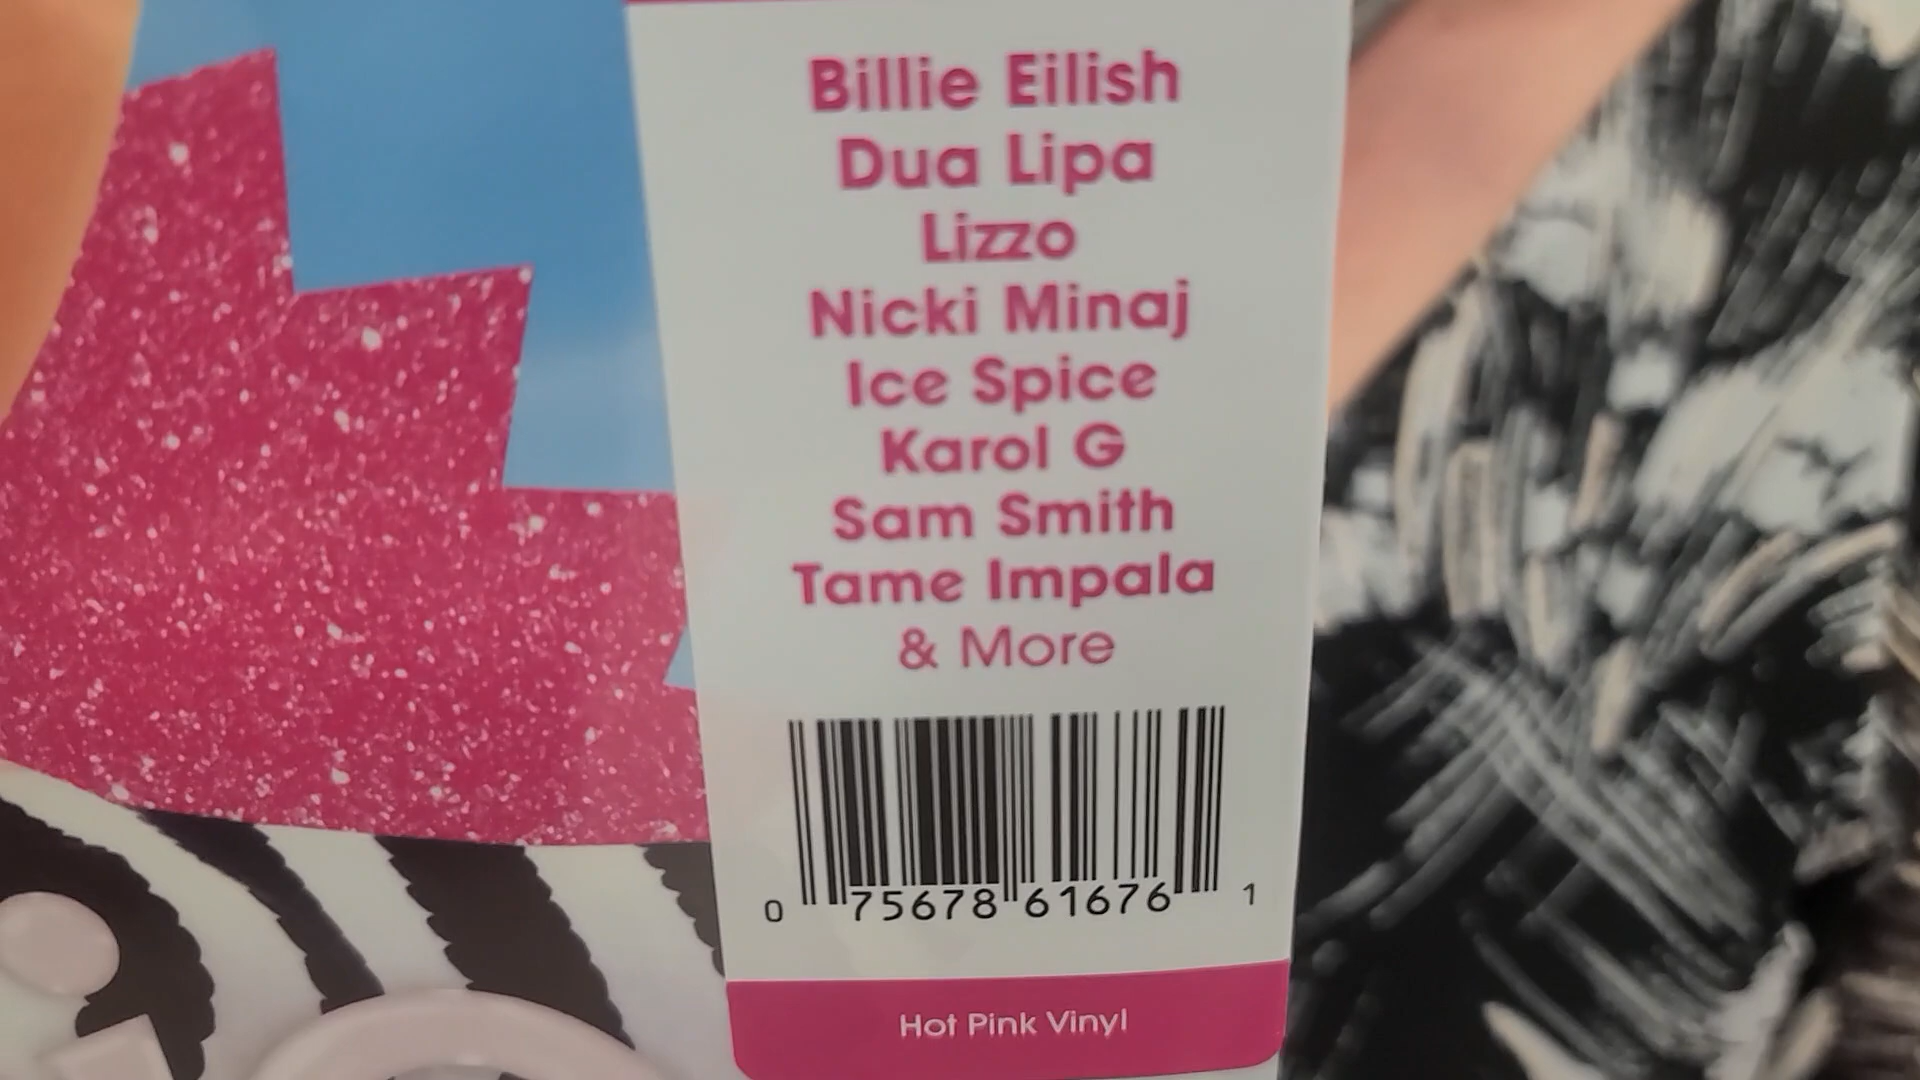 Billie Eilish
Dua Lipa
Lizzo
Nicki Minaj
Ice Spice
Karol G
Sam Smith
Tame Impala
& More
0 75678 61676 1
Hot Pink Vinyl